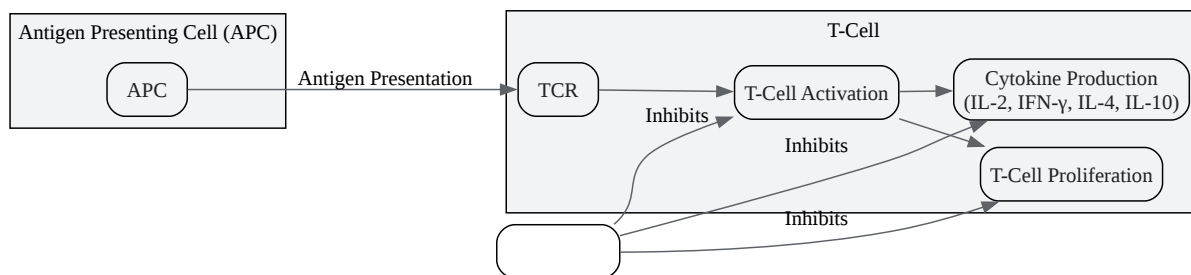 Antigen Presenting Cell (APC)
APC
Antigen Presentation
T-Cell
TCR
T-Cell Activation
Cytokine Production
(IL-2, IFN-γ, IL-4, IL-10)
T-Cell Proliferation
Inhibits
Inhibits
Inhibits